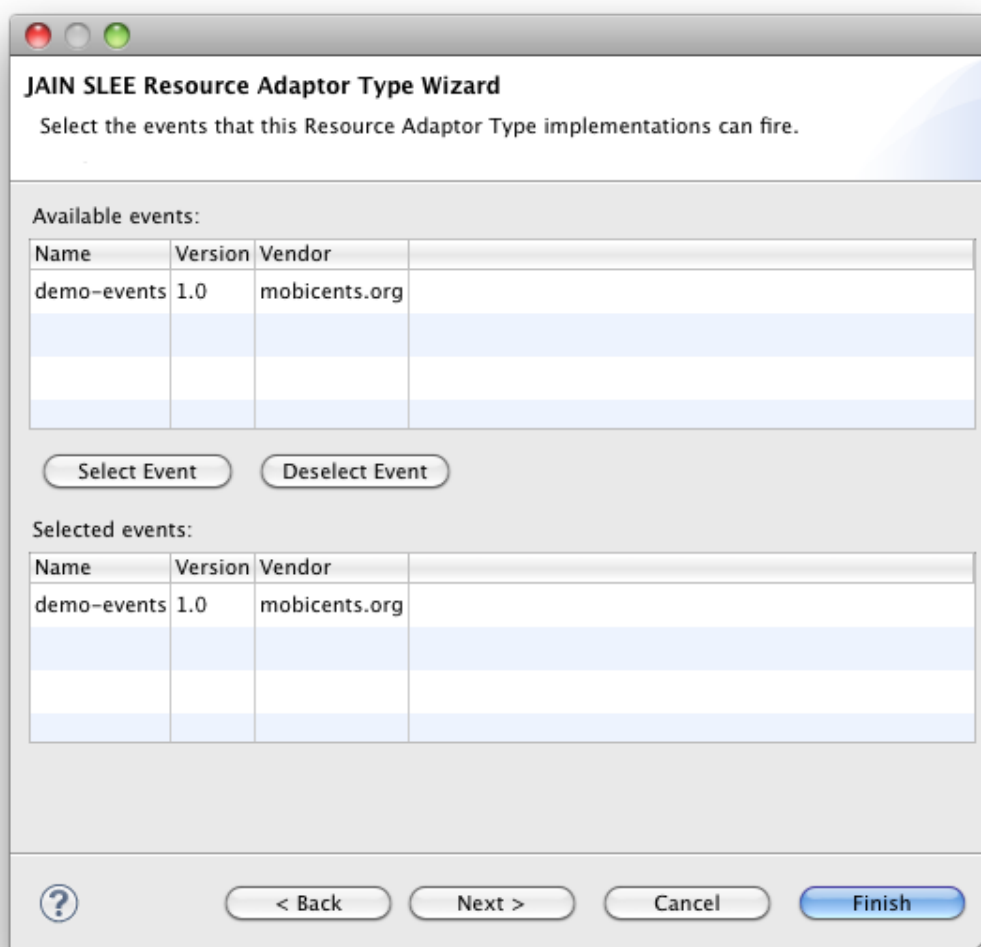 JAIN SLEE Resource Adaptor Type Wizard
Select the events that this Resource Adaptor Type implementations can fire.
Available events:
Name Version Vendor
demo-events 1.0 mobicents.org
Select Event Deselect Event
Selected events:
Name Version Vendor
demo-events 1.0 mobicents.org
? < Back Next > Cancel Finish